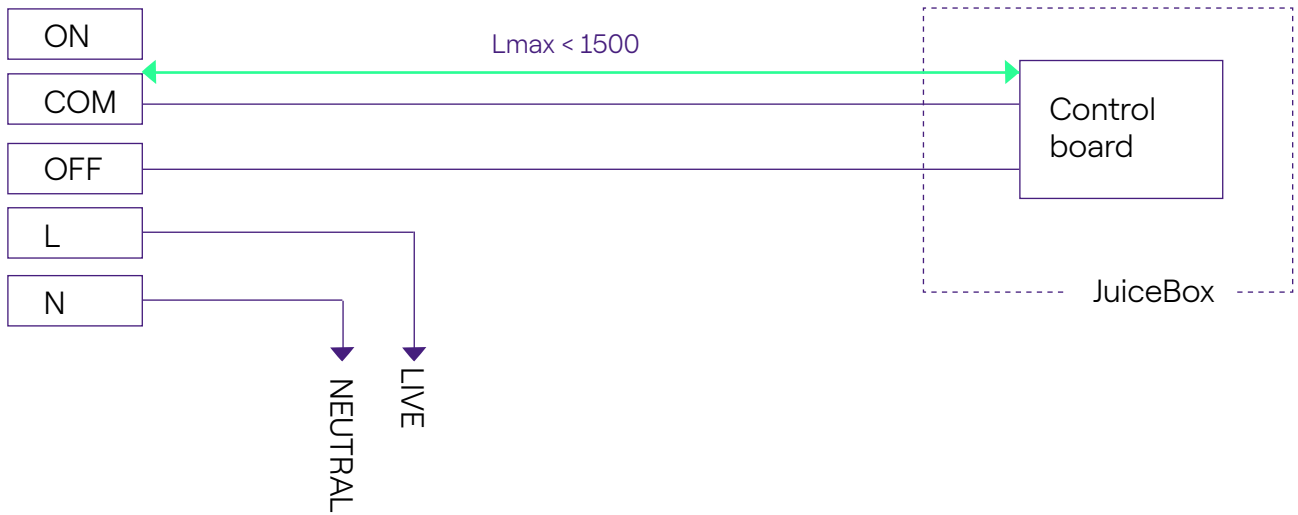 ON
Lmax < 1500
COM
Control
board
OFF
L
N
JuiceBox
LIVE
NEUTRAL